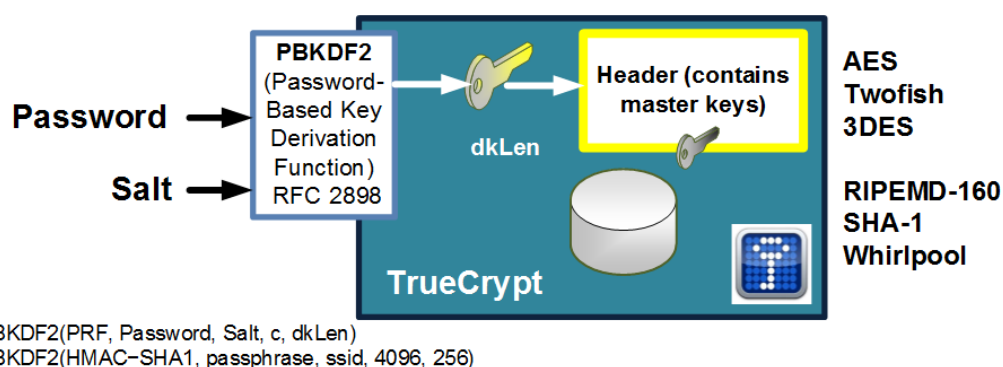 PBKDF2
(Password-
Based Key
Derivation
Function)
RFC 2898
Password
Salt
dkLen
Header (contains
master keys)
TrueCrypt
AES
Twofish
3DES
RIPEMD-160
SHA-1
Whirlpool
BKDF2(PRF, Password, Salt, c, dkLen)
BKDF2(HMAC−SHA1, passphrase, ssid, 4096, 256)